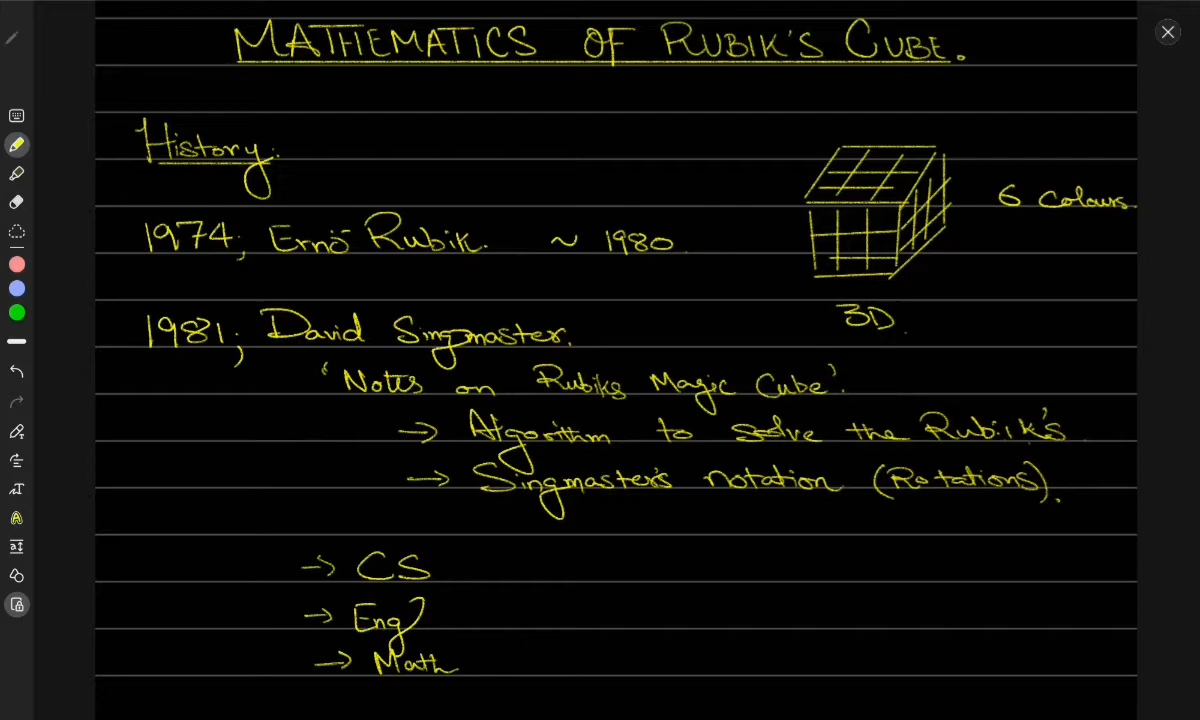 MATHEMATICS OF RUBIK'S CUBE.
History:
1974; Ernö Rubik. ~ 1980.
6 Colours.
3D.
1981; David Singmaster.
'Notes on Rubiks Magic Cube'.
→ Algorithm to solve the Rubik's
→ Singmaster's notation (Rotations).
→ CS
→ Eng
→ Math